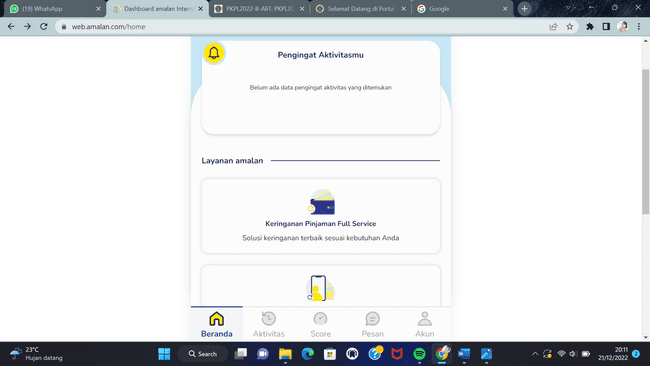 (19) WhatsApp
Dashboard amalan Intern
PKPL2022-B-A&T: PKPL20
Selamat Datang di Portal
Google
web.amalan.com/home
Pengingat Aktivitasmu
Belum ada data pengingat aktivitas yang ditemukan
Layanan amalan
Keringanan Pinjaman Full Service
Solusi keringanan terbaik sesuai kebutuhan Anda
Beranda
Aktivitas
Score
Pesan
Akun
23°C
Hujan datang
Search
20:11
21/12/2022
2